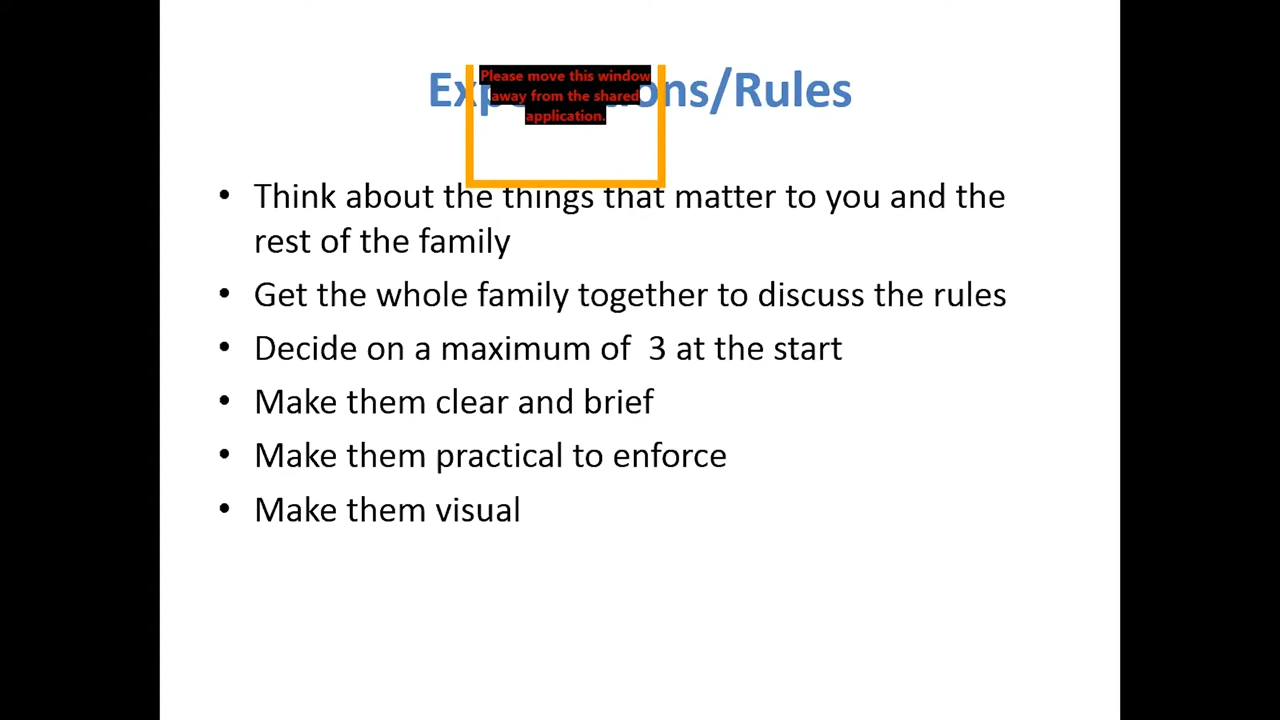 Please move this window
away from the shared
application.
/Rules
• Think about the things that matter to you and the
rest of the family
• Get the whole family together to discuss the rules
• Decide on a maximum of  3 at the start
• Make them clear and brief
• Make them practical to enforce
• Make them visual